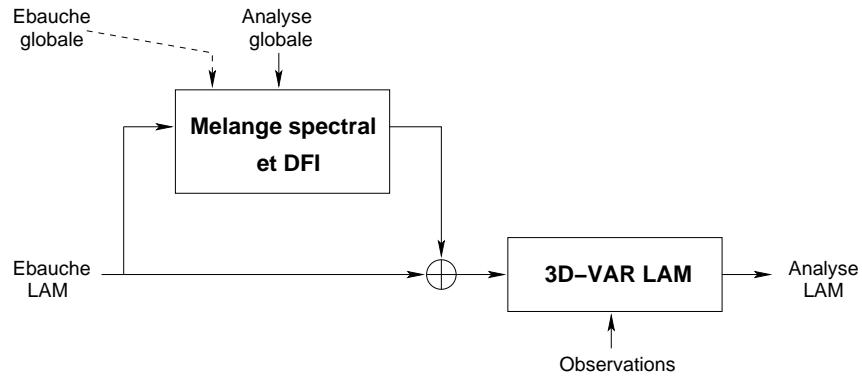 Ebauche
globale
Analyse
globale
Melange spectral
et DFI
Ebauche
LAM
3D−VAR LAM
Analyse
LAM
Observations